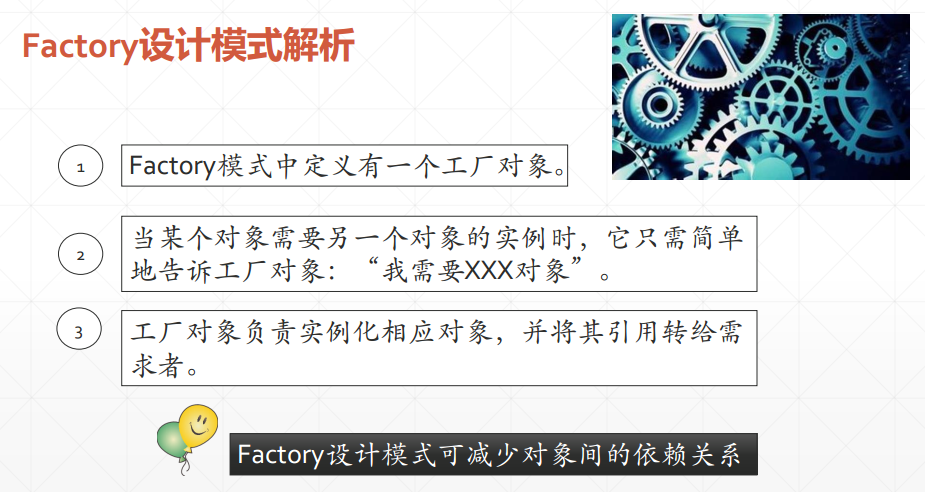 Factory设计模式解析
1
Factory模式中定义有一个工厂对象。
2
当某个对象需要另一个对象的实例时，它只需简单
地告诉工厂对象：“我需要XXX对象”。
3
工厂对象负责实例化相应对象，并将其引用转给需
求者。
Factory设计模式可减少对象间的依赖关系